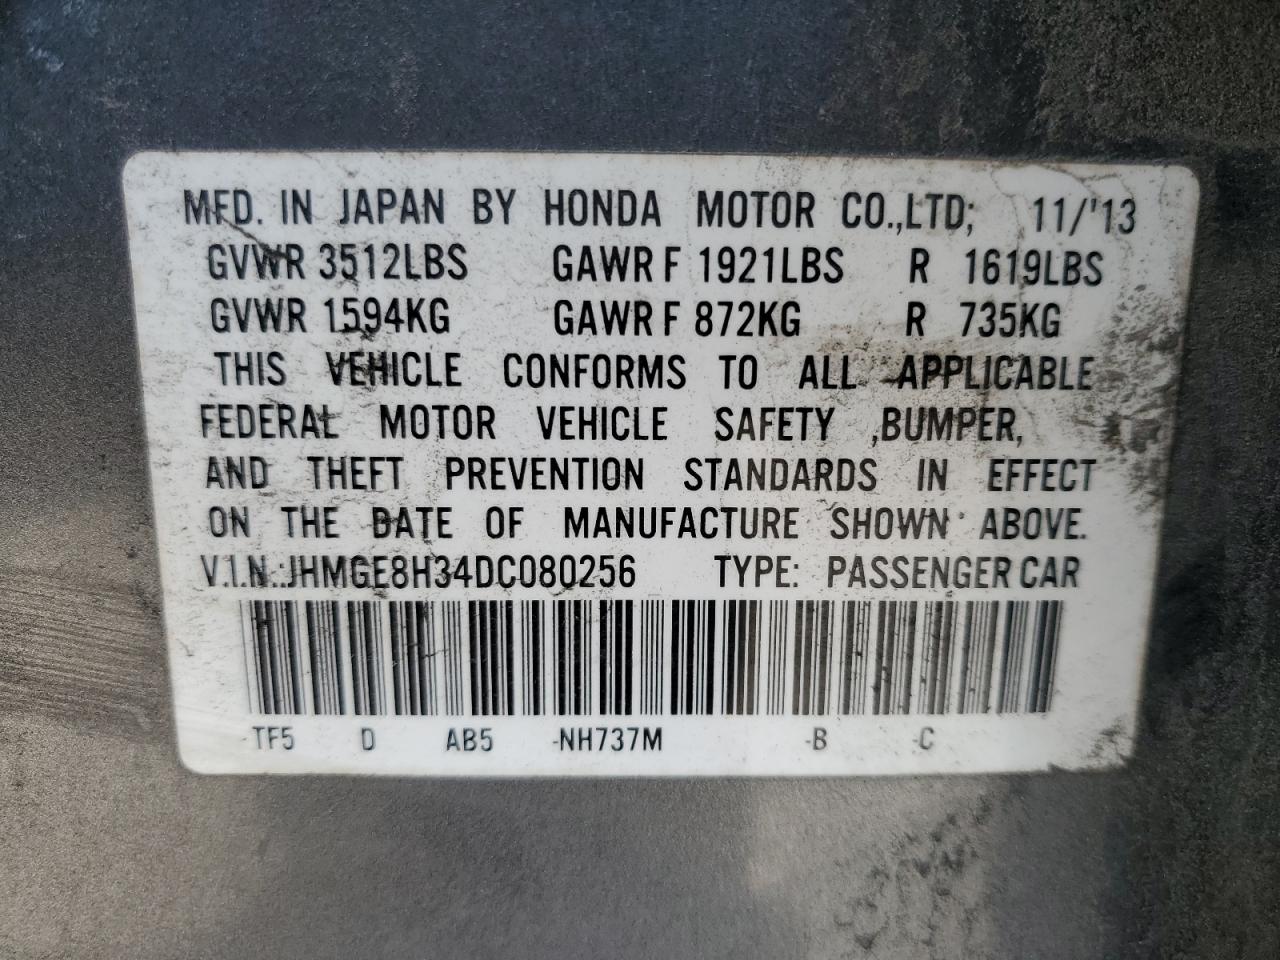 MFD. IN JAPAN BY HONDA MOTOR CO.,LTD; 11/'13
GVWR 3512LBS GAWR F 1921LBS R 1619LBS
GVWR 1594KG GAWR F 872KG R 735KG
THIS VEHICLE CONFORMS TO ALL APPLICABLE
FEDERAL MOTOR VEHICLE SAFETY ,BUMPER,
AND THEFT PREVENTION STANDARDS IN EFFECT
ON THE DATE OF MANUFACTURE SHOWN ABOVE.
V.I.N.:JHMGE8H34DC080256 TYPE: PASSENGER CAR
-TF5 D AB5 -NH737M -B -C